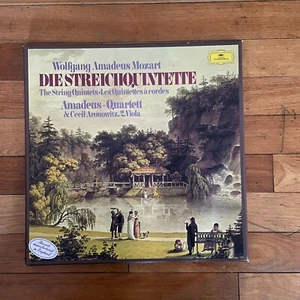 Wolfgang Amadeus Mozart
DIE STREICHQUINTETTE
The String Quintets·Les Quintettes à cordes
Amadeus-Quartett
& Cecil Aronowitz, 2. Viola